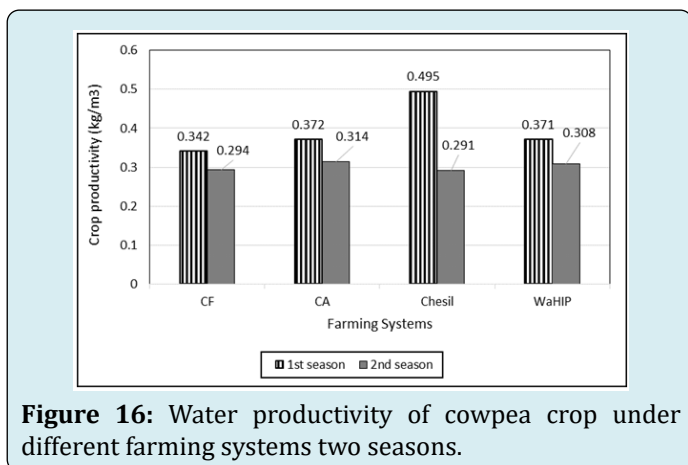 0.6
0.5
0.4
0.3
0.2
0.1
0
Crop productivity (kg/m3)
0.342
0.294
0.372
0.314
0.495
0.291
0.371
0.308
CF
CA
Chesil
WaHIP
Farming Systems
1st season
2nd season
Figure 16: Water productivity of cowpea crop under
different farming systems two seasons.